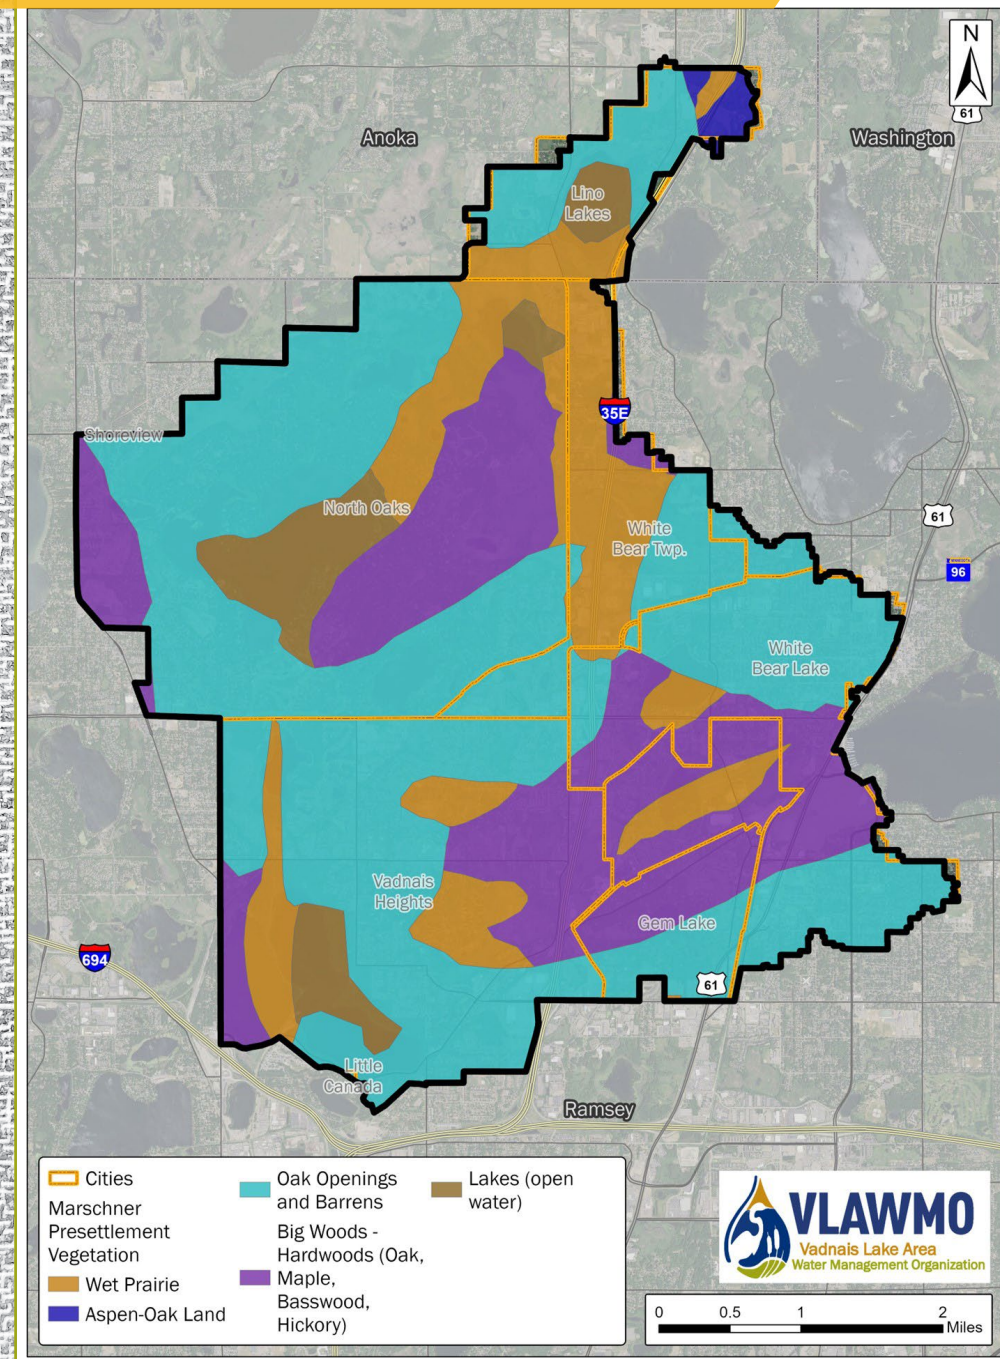 N
61
Anoka
Washington
Lino
Lakes
35E
Shoreview
North Oaks
White
Bear Twp.
61
96
White
Bear Lake
Vadnais
Heights
Gem Lake
694
61
Little
Canada
Ramsey
Cities
Marschner
Presettlement
Vegetation
Wet Prairie
Aspen-Oak Land
Oak Openings
and Barrens
Big Woods -
Hardwoods (Oak,
Maple,
Basswood,
Hickory)
Lakes (open
water)
VLAWMO
Vadnais Lake Area
Water Management Organization
0 0.5 1 2
Miles